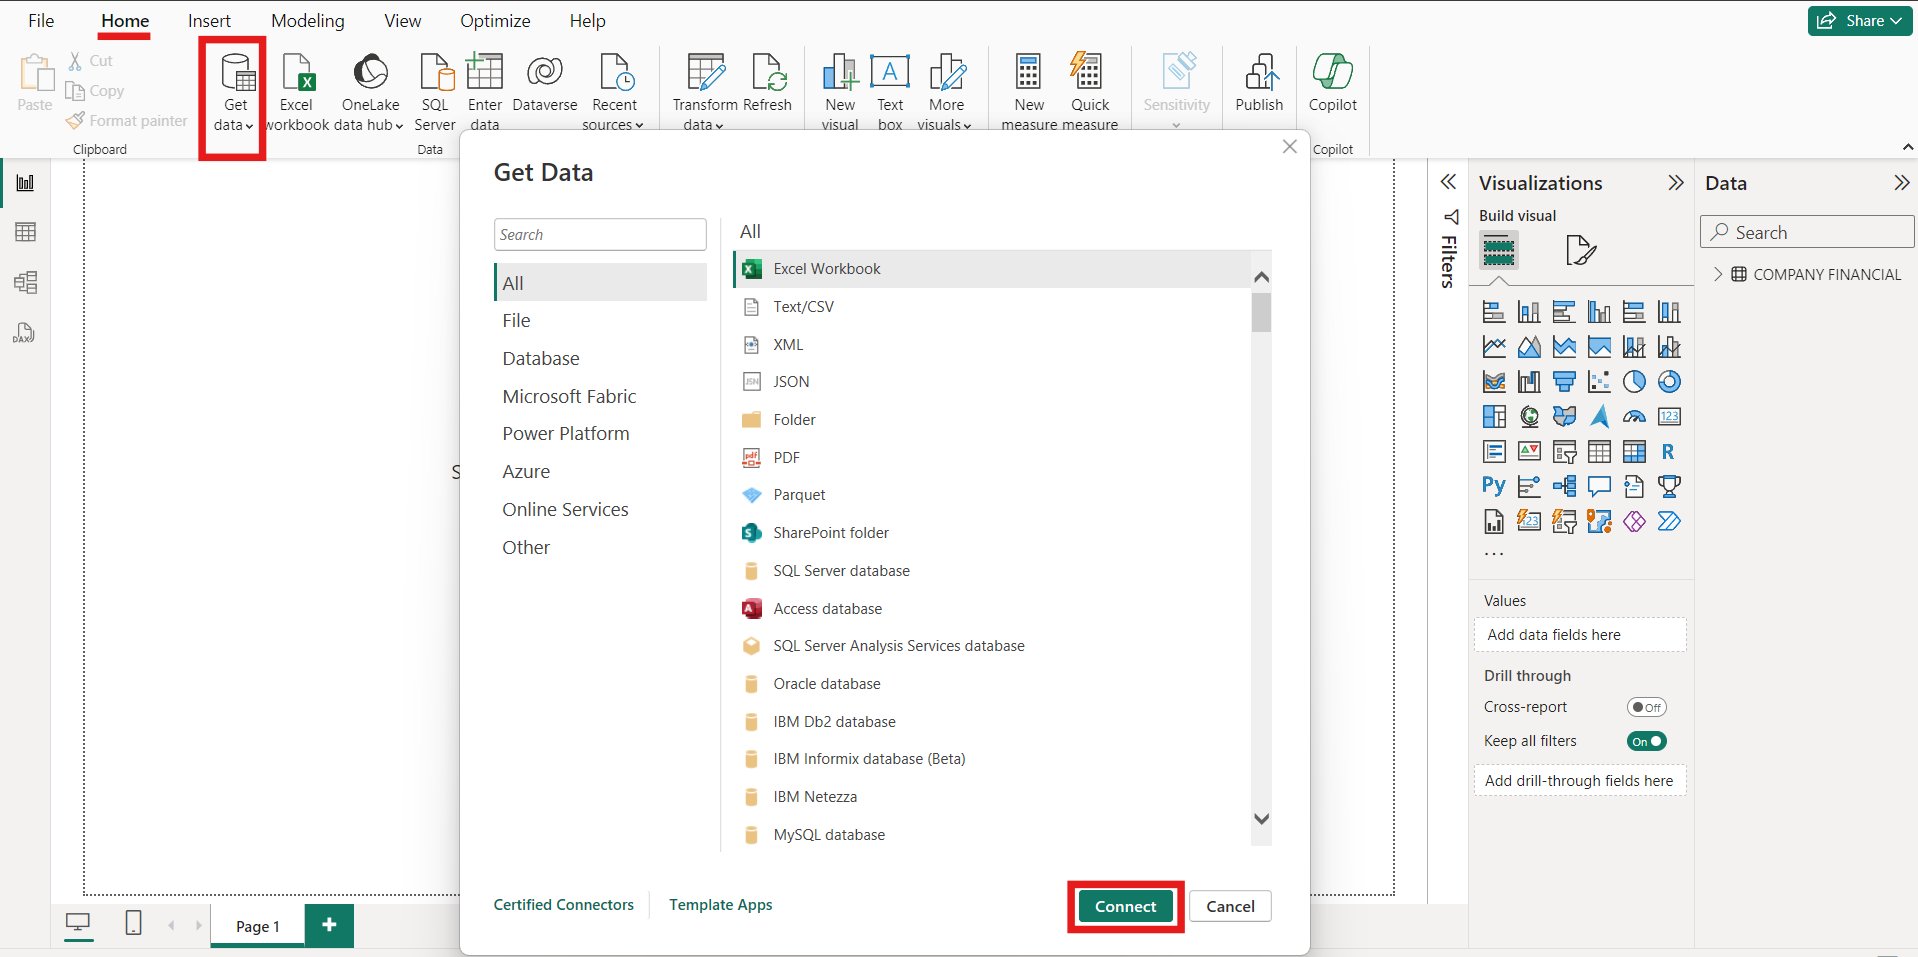 File Home Insert Modeling View Optimize Help
Share
Paste
Cut
Copy
Format painter
Clipboard
Get
data
Excel
workbook
OneLake
data hub
SQL
Server
Enter
data
Dataverse
Recent
sources
Data
Transform
data
Refresh
New
visual
Text
box
More
visuals
New
measure
Quick
measure
Sensitivity
Publish
Copilot
Copilot
Get Data
Search
All
File
Database
Microsoft Fabric
Power Platform
Azure
Online Services
Other
All
Excel Workbook
Text/CSV
XML
JSON
Folder
PDF
Parquet
SharePoint folder
SQL Server database
Access database
SQL Server Analysis Services database
Oracle database
IBM Db2 database
IBM Informix database (Beta)
IBM Netezza
MySQL database
Certified Connectors
Template Apps
Connect
Cancel
S
DAX
Filters
Visualizations
Build visual
123
R
Py
123
...
Values
Add data fields here
Drill through
Cross-report
Off
Keep all filters
On
Add drill-through fields here
Data
Search
COMPANY FINANCIAL
Page 1